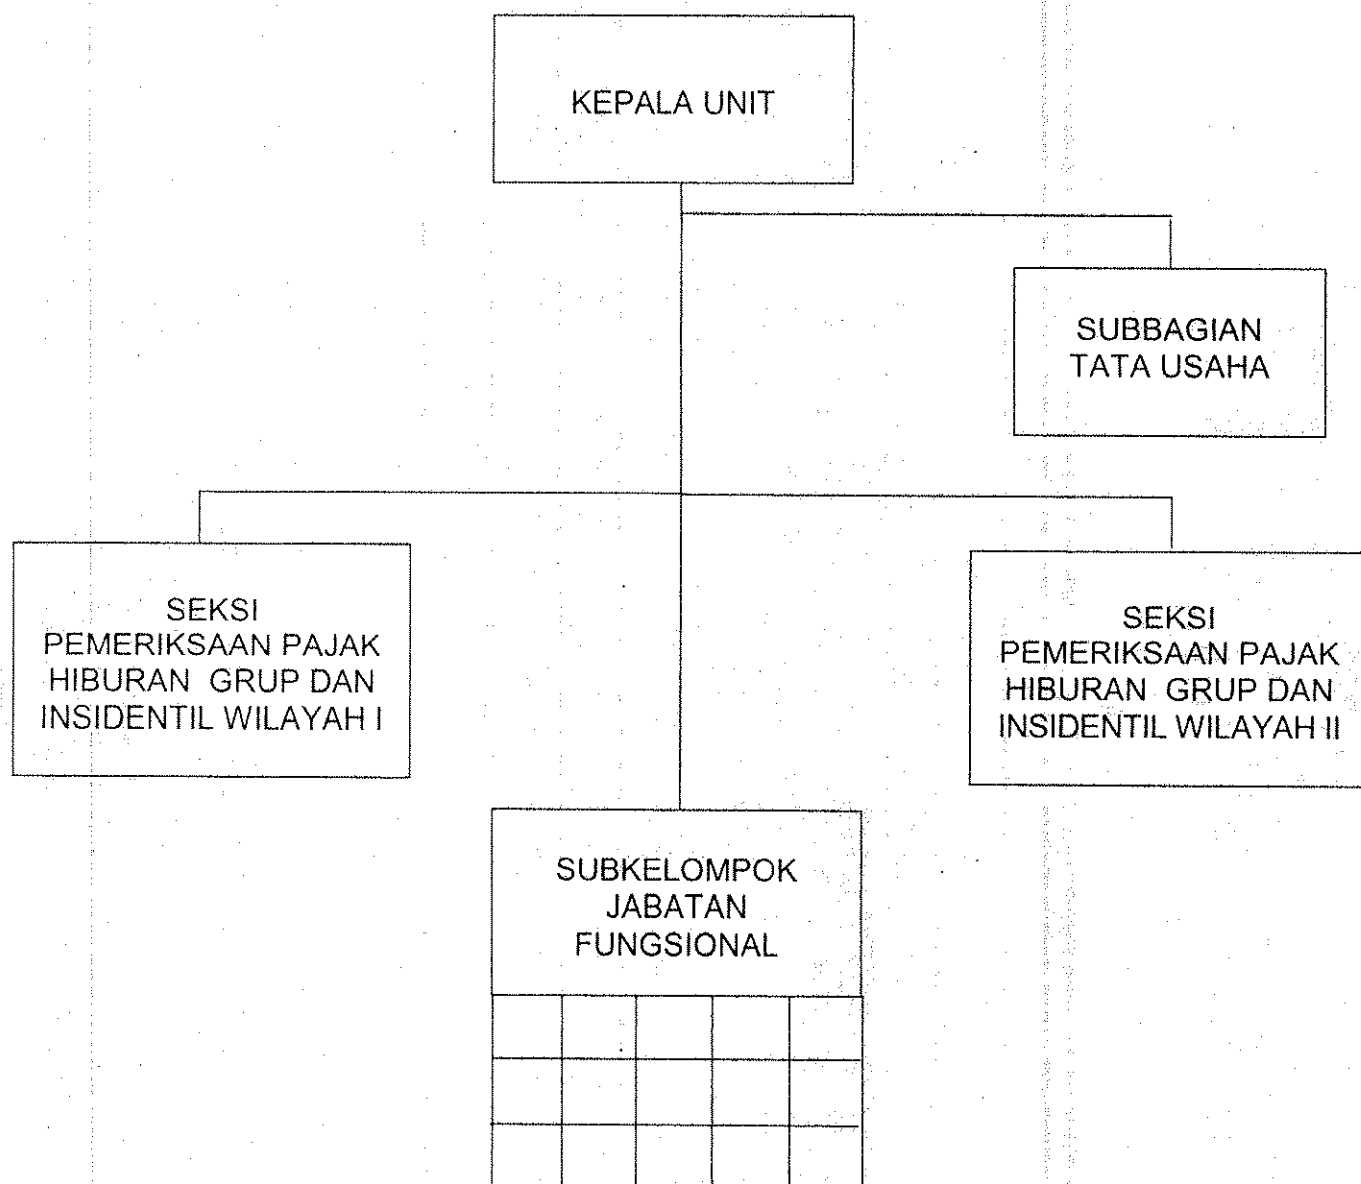 KEPALA UNIT
SUBBAGIAN
TATA USAHA
SEKSI
PEMERIKSAAN PAJAK
HIBURAN GRUP DAN
INSIDENTIL WILAYAH I
SEKSI
PEMERIKSAAN PAJAK
HIBURAN GRUP DAN
INSIDENTIL WILAYAH II
SUBKELOMPOK
JABATAN
FUNGSIONAL